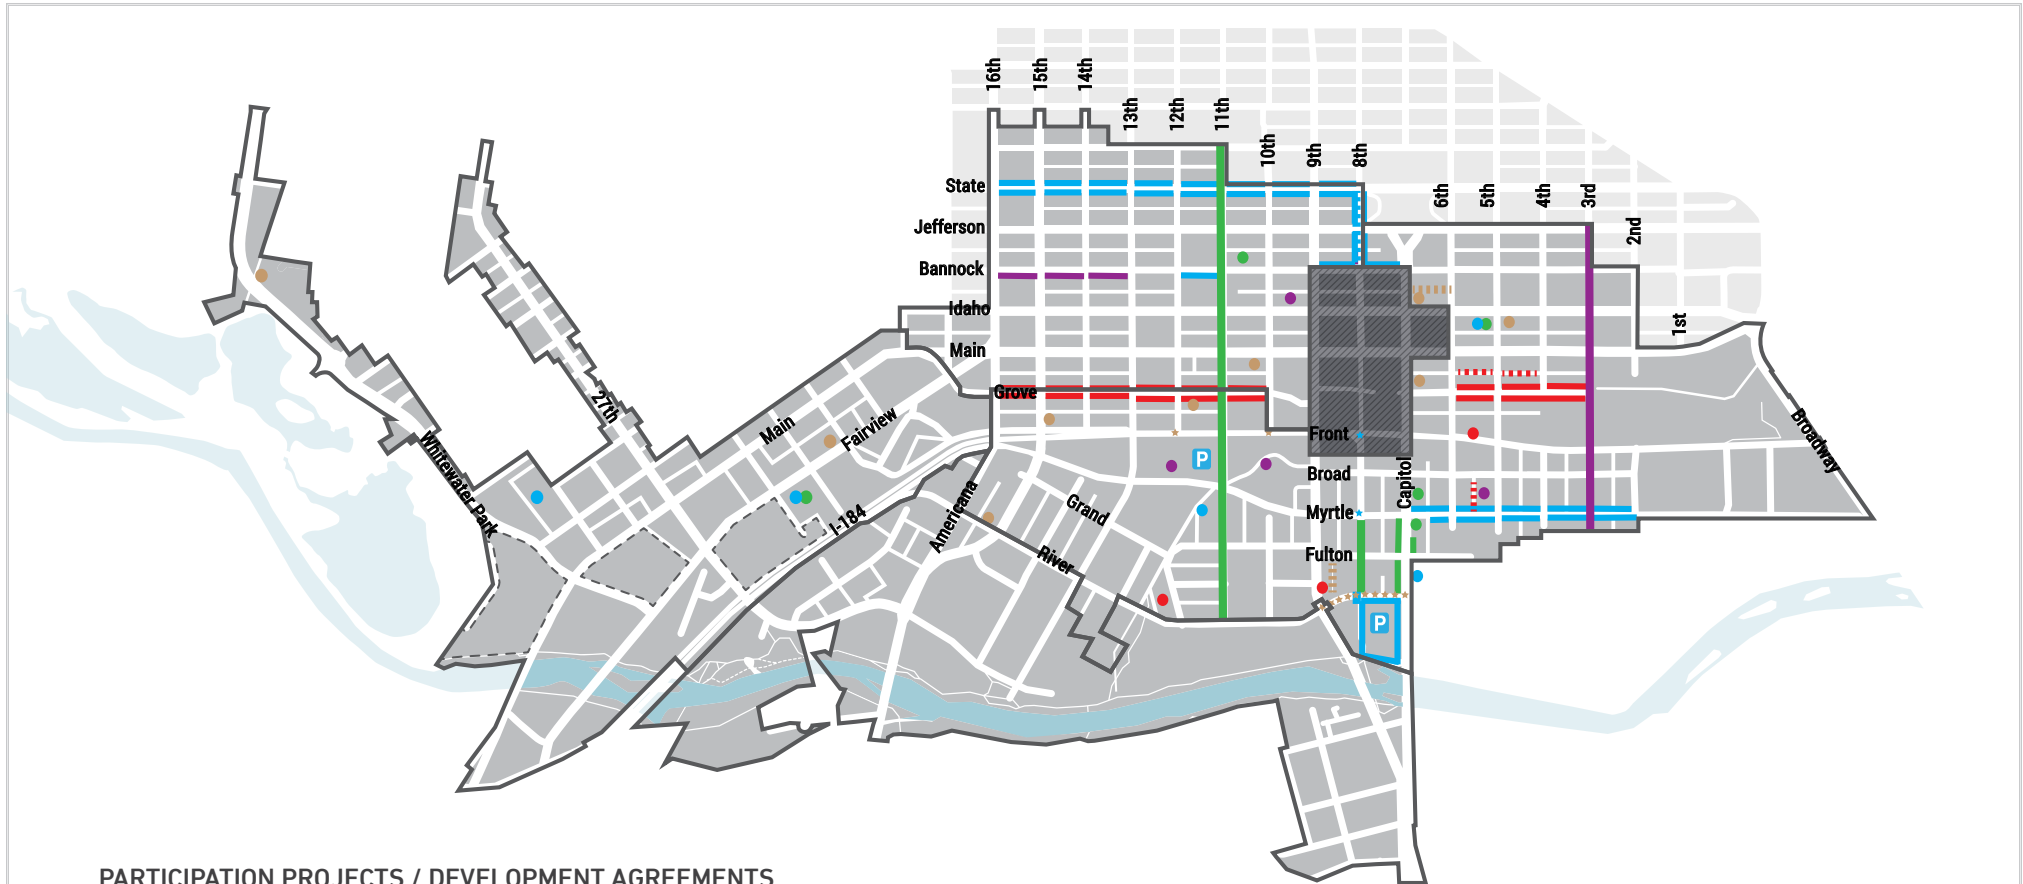 16th
15th
14th
13th
12th
11th
10th
9th
8th
6th
5th
4th
3rd
2nd
1st
State
Jefferson
Bannock
Idaho
Main
Grove
27th
Main
Fairview
Whitewater Park
I-184
Americana
Grand
River
Front
Broad
Capitol
Myrtle
Fulton
Broadway
P
P
PARTICIPATION PROJECTS / DEVELOPMENT AGREEMENTS